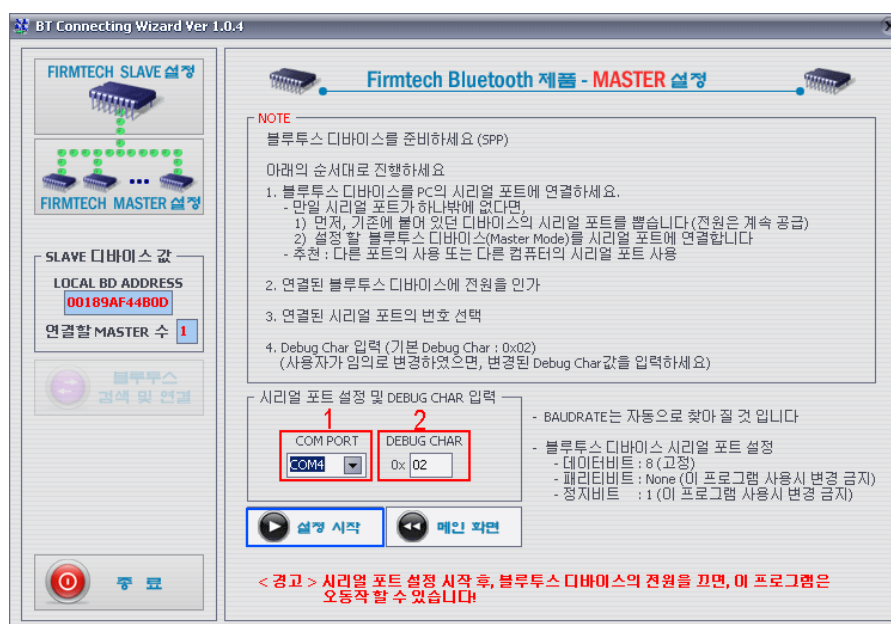 BT Connecting Wizard Ver 1.0.4
FIRMTECH SLAVE 설정
FIRMTECH MASTER 설정
SLAVE 디바이스 값
LOCAL BD ADDRESS
00189AF44B0D
연결할 MASTER 수 1
블루투스
검색 및 연결
종 료
Firmtech Bluetooth 제품 - MASTER 설정
NOTE
블루투스 디바이스를 준비하세요 (SPP)
아래의 순서대로 진행하세요
1. 블루투스 디바이스를 PC의 시리얼 포트에 연결하세요.
- 만일 시리얼 포트가 하나밖에 없다면,
1) 먼저, 기존에 붙어 있던 디바이스의 시리얼 포트를 뽑습니다 (전원은 계속 공급)
2) 설정 할 블루투스 디바이스(Master Mode)를 시리얼 포트에 연결합니다
- 추천 : 다른 포트의 사용 또는 다른 컴퓨터의 시리얼 포트 사용
2. 연결된 블루투스 디바이스에 전원을 인가
3. 연결된 시리얼 포트의 번호 선택
4. Debug Char 입력 (기본 Debug Char : 0x02)
(사용자가 임의로 변경하였으면, 변경된 Debug Char값을 입력하세요)
시리얼 포트 설정 및 DEBUG CHAR 입력
1 2
COM PORT DEBUG CHAR
COM4 0x 02
- BAUDRATE는 자동으로 찾아 질 것 입니다
- 블루투스 디바이스 시리얼 포트 설정
- 데이터비트 : 8 (고정)
- 패리티비트 : None (이 프로그램 사용시 변경 금지)
- 정지비트 : 1 (이 프로그램 사용시 변경 금지)
설정 시작 메인 화면
< 경고 > 시리얼 포트 설정 시작 후, 블루투스 디바이스의 전원을 끄면, 이 프로그램은
오동작 할 수 있습니다!